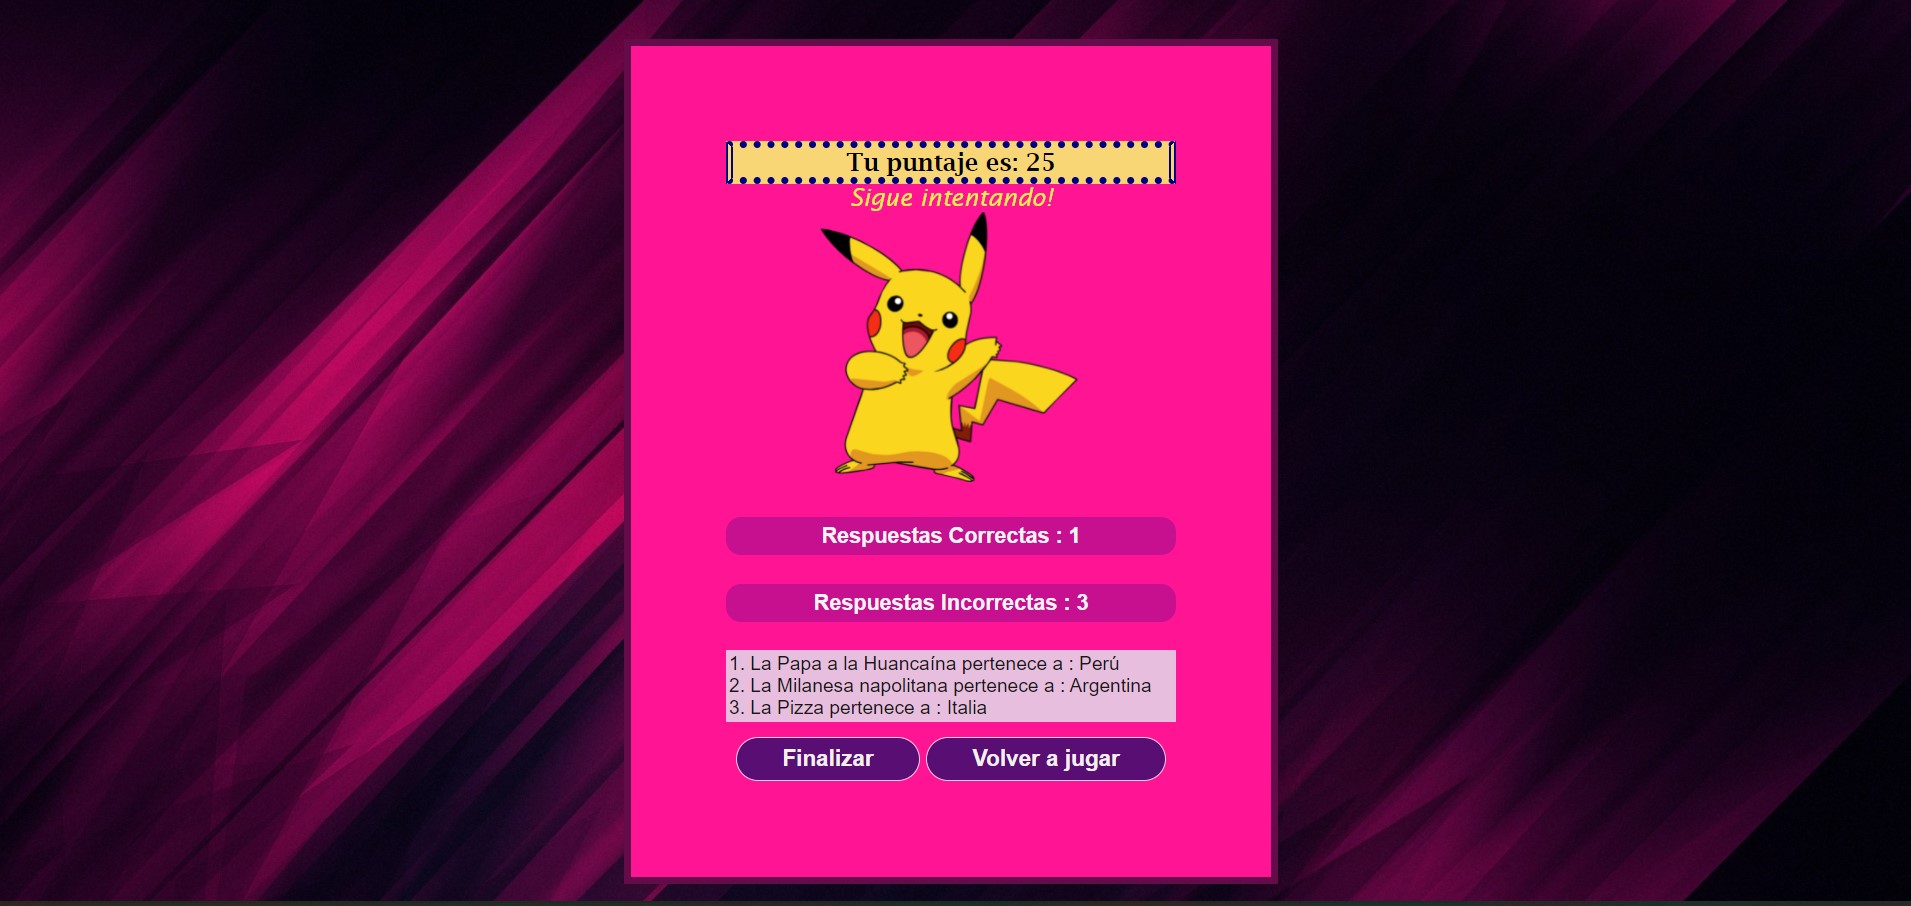 Tu puntaje es: 25
Sigue intentando!
Respuestas Correctas : 1
Respuestas Incorrectas : 3
1. La Papa a la Huancaína pertenece a : Perú
2. La Milanesa napolitana pertenece a : Argentina
3. La Pizza pertenece a : Italia
Finalizar Volver a jugar